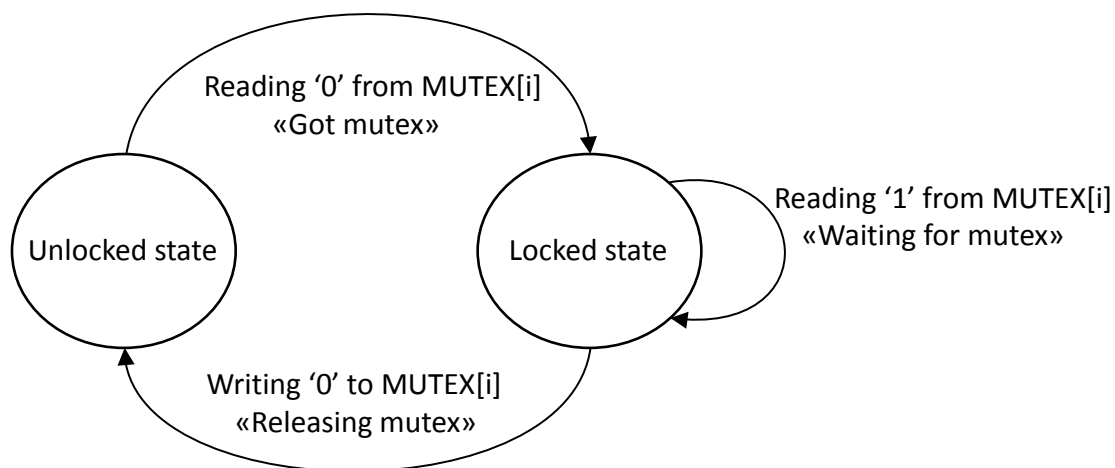 Reading ‘0’ from MUTEX[i]
«Got mutex»
Unlocked state
Locked state
Reading ‘1’ from MUTEX[i]
«Waiting for mutex»
Writing ‘0’ to MUTEX[i]
«Releasing mutex»